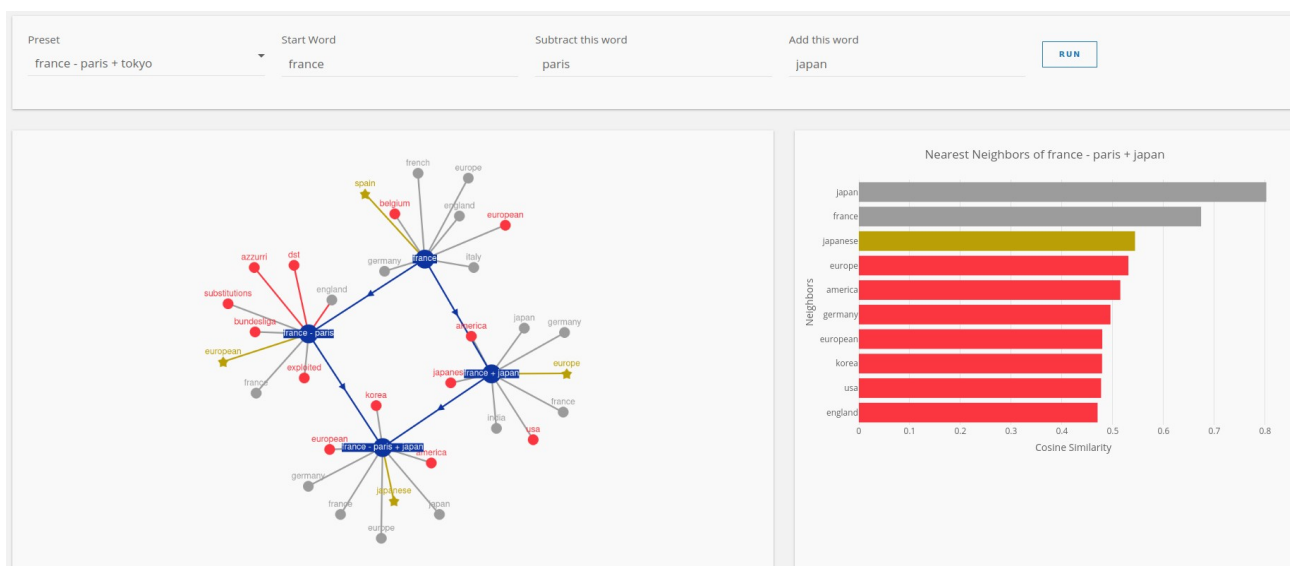 Preset
Start Word
Subtract this word
Add this word
france - paris + tokyo
france
paris
japan
RUN
french
europe
spain
belgium
england
european
germany
france
italy
azzurri
dst
substitutions
england
bundesliga
france - paris
european
exploited
france
america
japan
germany
japanese
france + japan
europe
france
india
usa
korea
european
france - paris + japan
america
germany
japanese
france
japan
europe
Nearest Neighbors of france - paris + japan
Neighbors
japan
france
japanese
europe
america
germany
european
korea
usa
england
0 0.1 0.2 0.3 0.4 0.5 0.6 0.7 0.8
Cosine Similarity